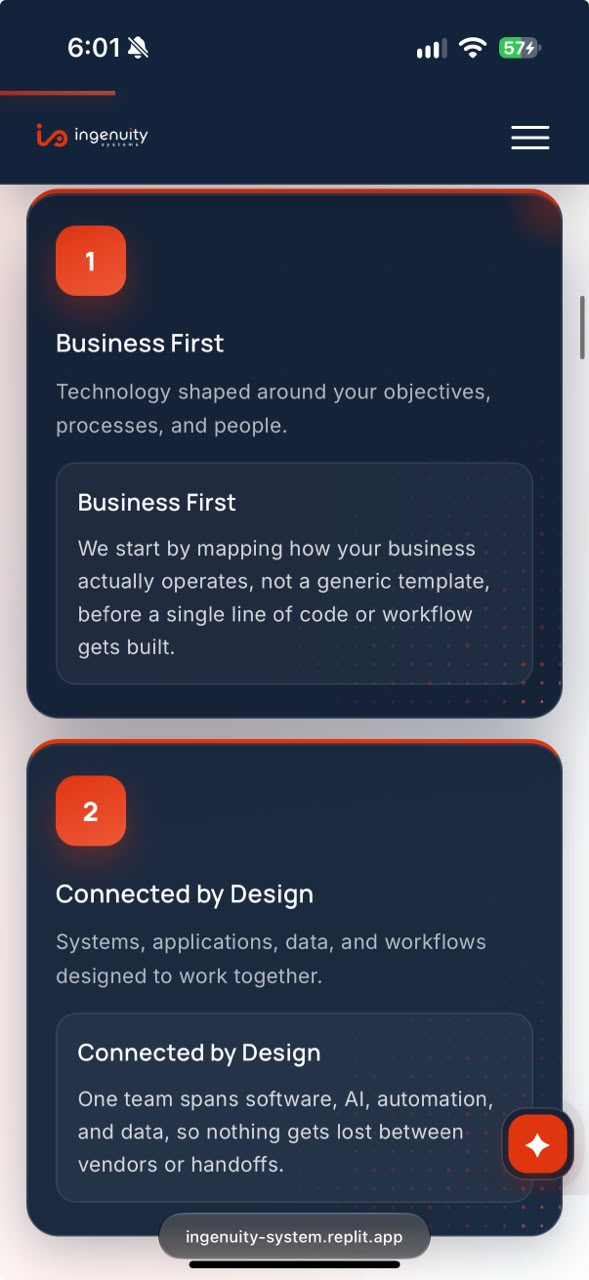 6:01
57
ingenuity
systems
1
Business First
Technology shaped around your objectives,
processes, and people.
Business First
We start by mapping how your business
actually operates, not a generic template,
before a single line of code or workflow
gets built.
2
Connected by Design
Systems, applications, data, and workflows
designed to work together.
Connected by Design
One team spans software, AI, automation,
and data, so nothing gets lost between
vendors or handoffs.
ingenuity-system.replit.app